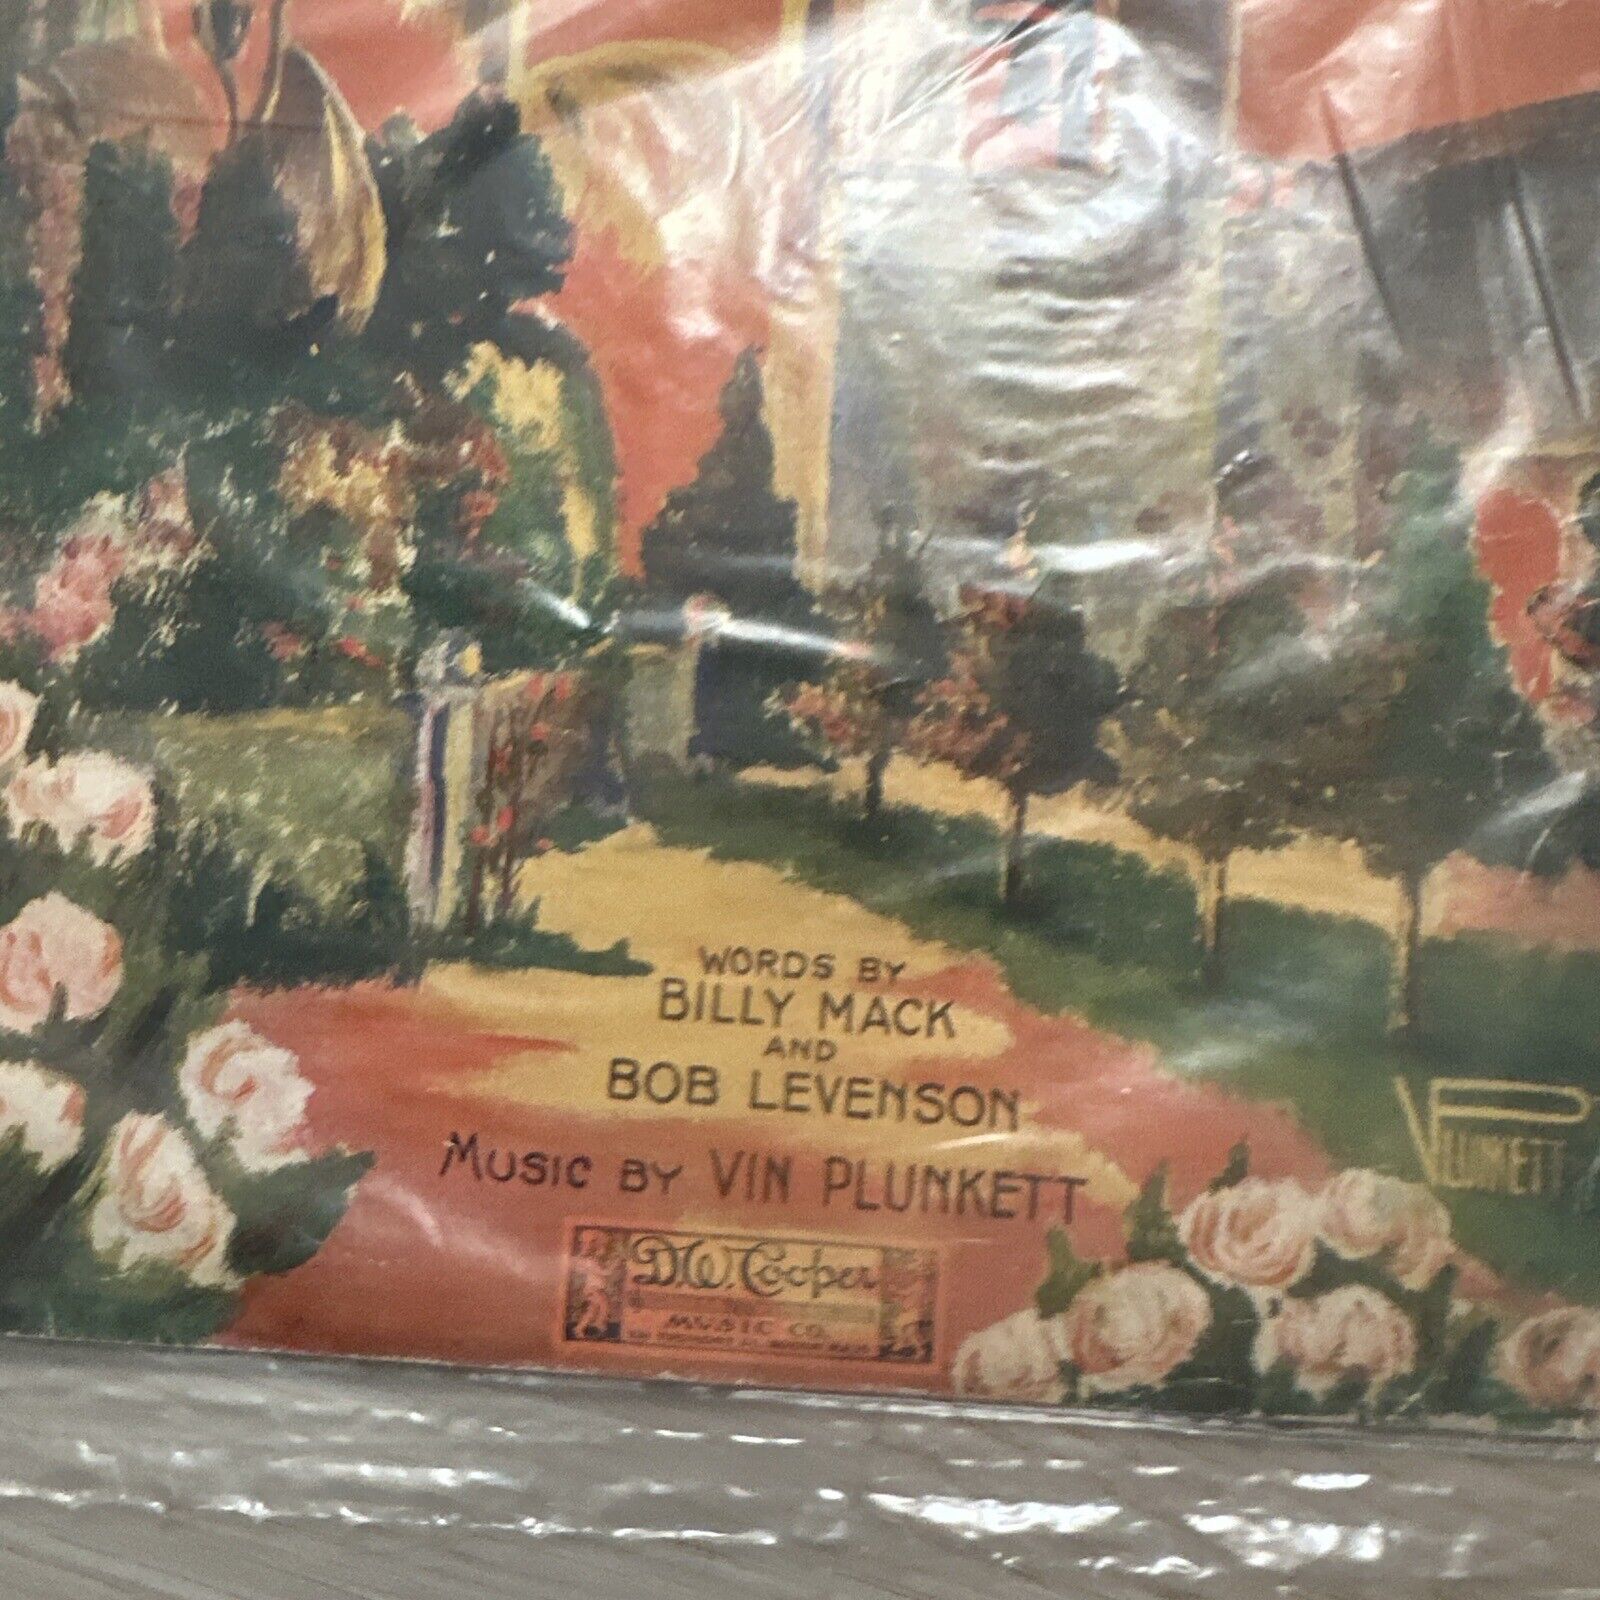 WORDS BY
BILLY MACK
AND
BOB LEVENSON
MUSIC BY VIN PLUNKETT
PLUNKETT
D.W. Cooper
MUSIC CO.